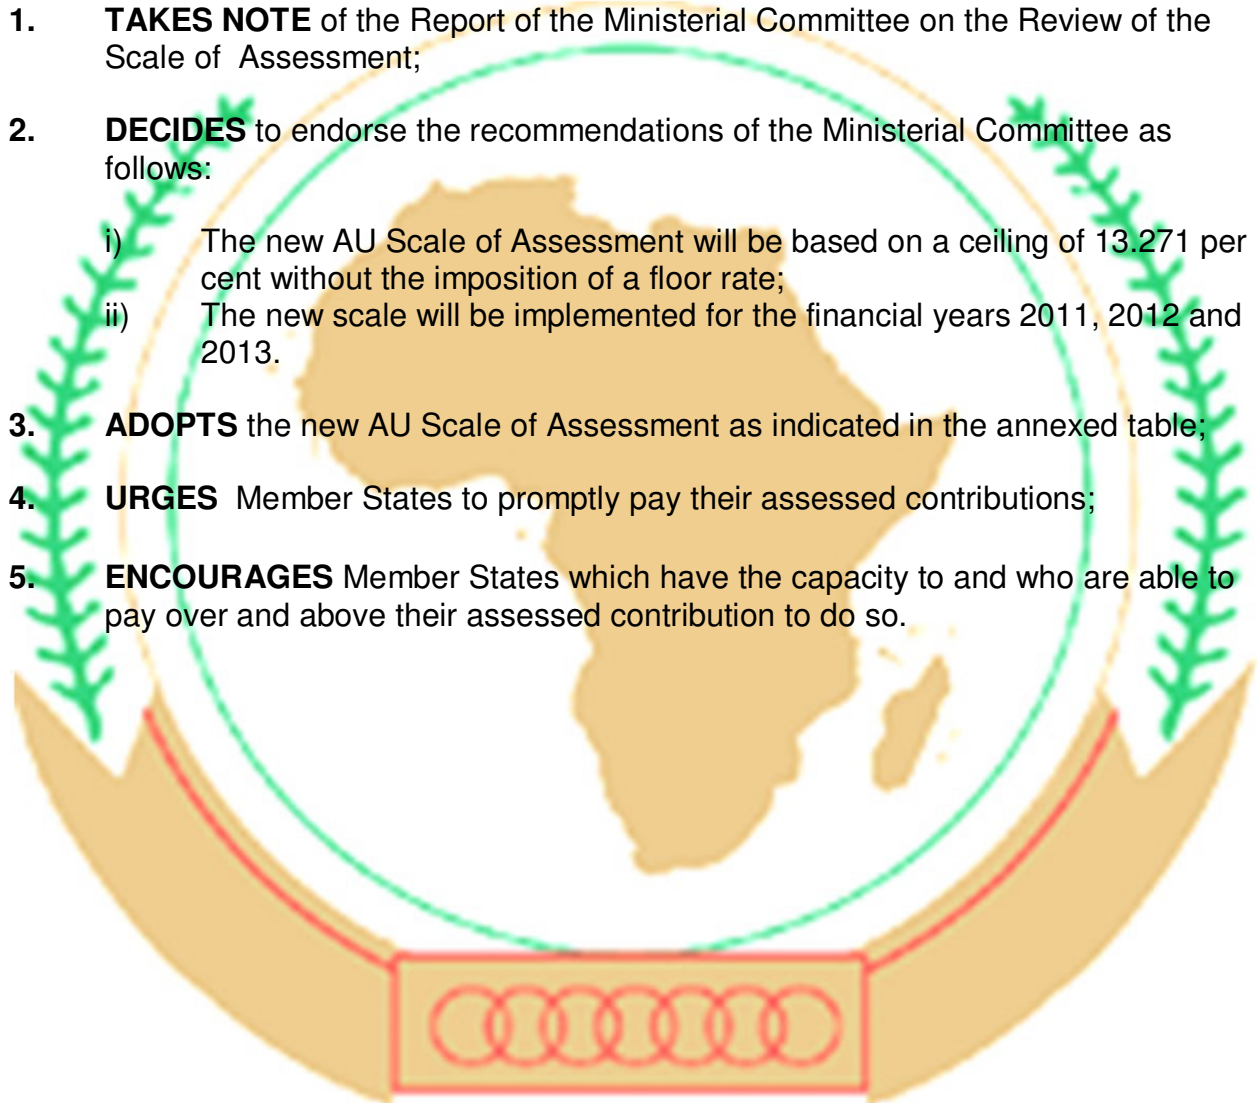 1. TAKES NOTE of the Report of the Ministerial Committee on the Review of the
Scale of Assessment;
2. DECIDES to endorse the recommendations of the Ministerial Committee as
follows:
i) The new AU Scale of Assessment will be based on a ceiling of 13.271 per
cent without the imposition of a floor rate;
ii) The new scale will be implemented for the financial years 2011, 2012 and
2013.
3. ADOPTS the new AU Scale of Assessment as indicated in the annexed table;
4. URGES Member States to promptly pay their assessed contributions;
5. ENCOURAGES Member States which have the capacity to and who are able to
pay over and above their assessed contribution to do so.